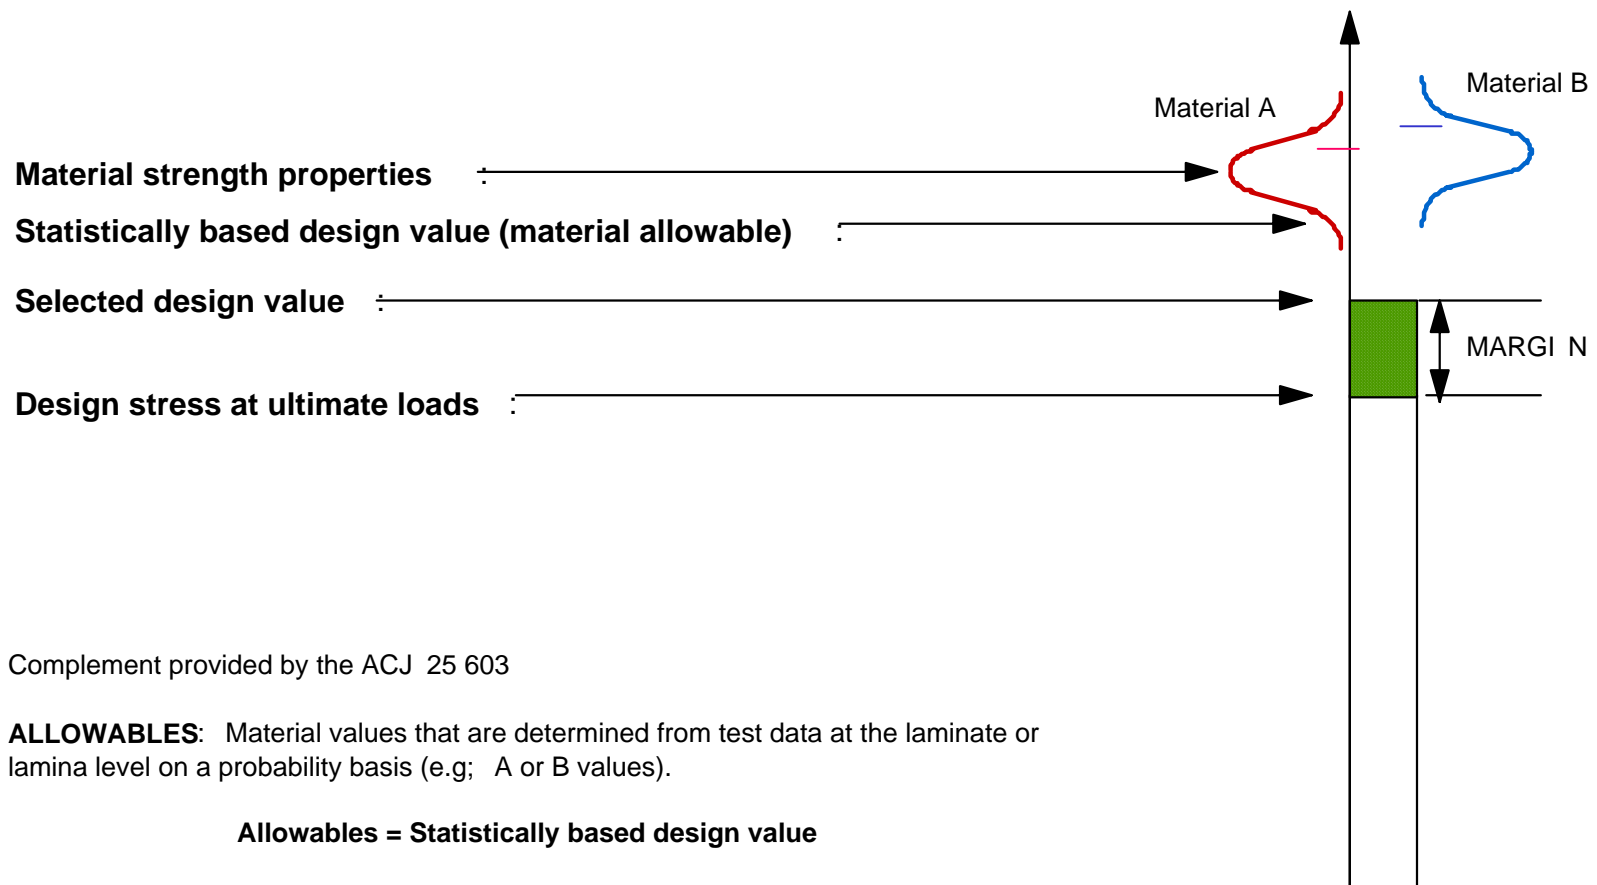 Material A
Material B
Material strength properties :
Statistically based design value (material allowable) :
Selected design value :
MARGI N
Design stress at ultimate loads :
Complement provided by the ACJ 25 603
ALLOWABLES: Material values that are determined from test data at the laminate or
lamina level on a probability basis (e.g; A or B values).
Allowables = Statistically based design value